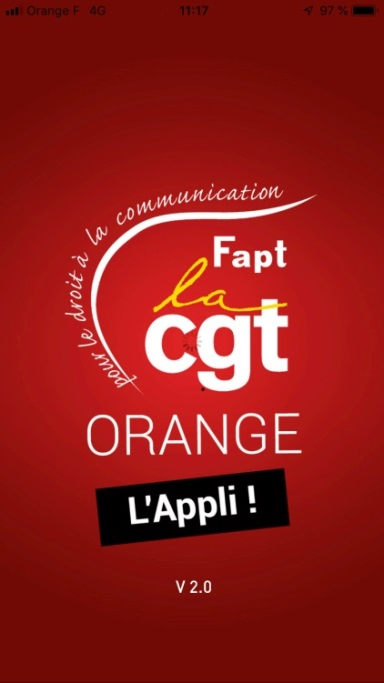 Orange F 4G 11:17 97 %
pour le droit à la communication
Fapt
la
cgt
ORANGE
L'Appli !
V 2.0